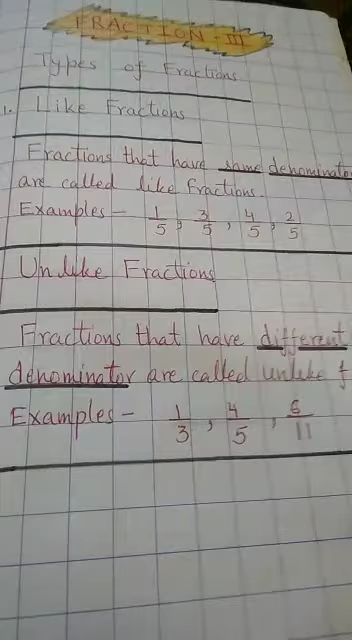 FRACTION - III
Types of Fractions
1. Like Fractions
Fractions that have same denominator
are called like fractions.
Examples - 1/5, 3/5, 4/5, 2/5
Unlike Fractions
Fractions that have different
denominator are called unlike f
Examples - 1/3, 4/5, 6/11